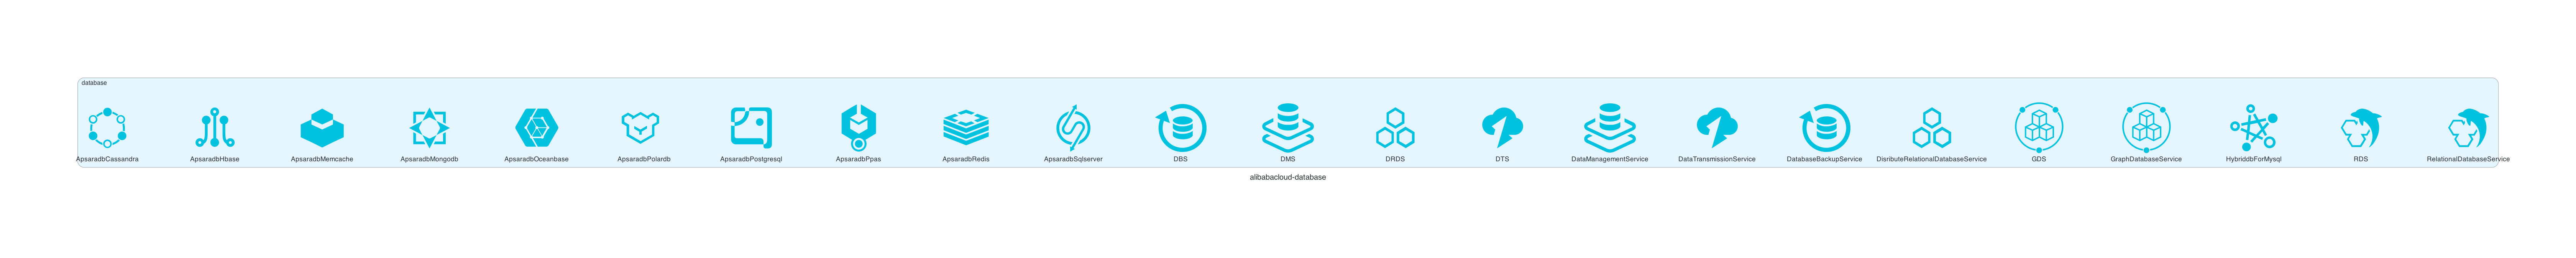 database
ApsaradbCassandra
ApsaradbHbase
ApsaradbMemcache
ApsaradbMongodb
ApsaradbOceanbase
ApsaradbPolardb
ApsaradbPostgresql
ApsaradbPpas
ApsaradbRedis
ApsaradbSqlserver
DBS
DMS
DRDS
DTS
DataManagementService
DataTransmissionService
DatabaseBackupService
DisributeRelationalDatabaseService
GDS
GraphDatabaseService
HybriddbForMysql
RDS
RelationalDatabaseService
alibabacloud-database